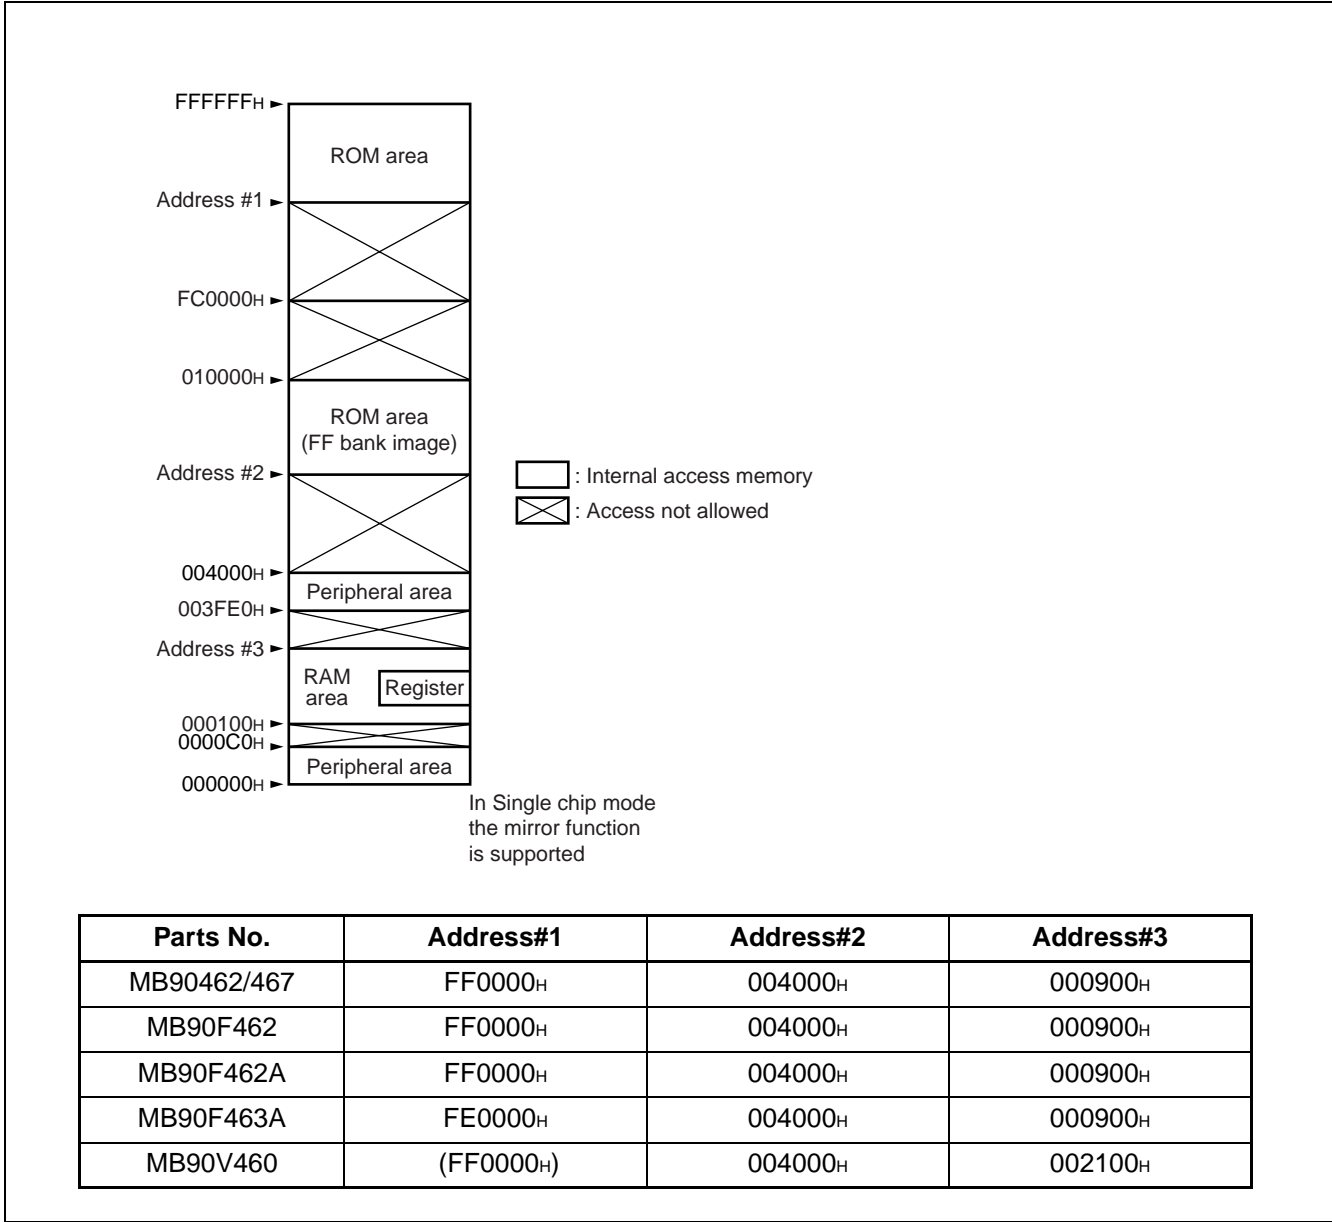 FFFFFFH
ROM area
Address #1
FC0000H
010000H
ROM area
(FF bank image)
Address #2
: Internal access memory
: Access not allowed
004000H
Peripheral area
003FE0H
Address #3
RAM
area
Register
000100H
0000C0H
Peripheral area
000000H
In Single chip mode
the mirror function
is supported
Parts No. Address#1 Address#2 Address#3
MB90462/467 FF0000H 004000H 000900H
MB90F462 FF0000H 004000H 000900H
MB90F462A FF0000H 004000H 000900H
MB90F463A FE0000H 004000H 000900H
MB90V460 (FF0000H) 004000H 002100H